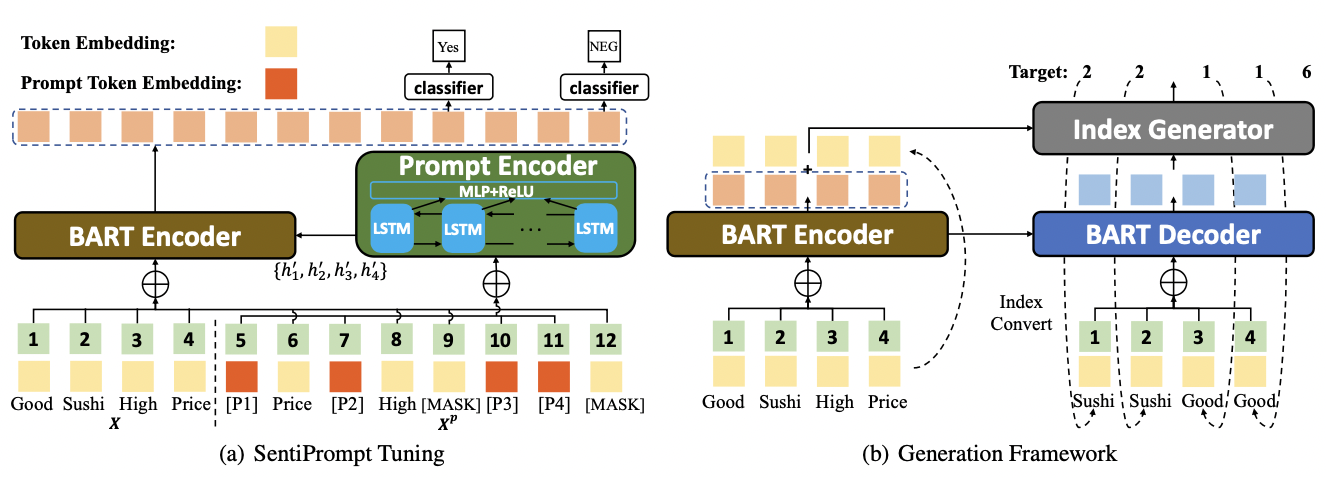 Token Embedding:
Prompt Token Embedding:
Yes
NEG
classifier
classifier
Prompt Encoder
MLP+ReLU
LSTM
LSTM
...
LSTM
BART Encoder
{h′₁, h′₂, h′₃, h′₄}
1 2 3 4 5 6 7 8 9 10 11 12
Good Sushi High Price [P1] Price [P2] High [MASK] [P3] [P4] [MASK]
X Xᵖ
(a) SentiPrompt Tuning
Target: 2 2 1 1 6
Index Generator
+
BART Encoder
BART Decoder
Index
Convert
1 2 3 4
Good Sushi High Price
1 2 3 4
Sushi Sushi Good Good
(b) Generation Framework